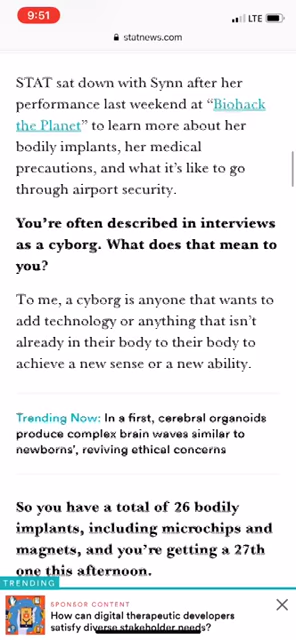 9:51
LTE
statnews.com
STAT sat down with Synn after her
performance last weekend at “Biohack
the Planet” to learn more about her
bodily implants, her medical
precautions, and what it’s like to go
through airport security.
You’re often described in interviews
as a cyborg. What does that mean to
you?
To me, a cyborg is anyone that wants to
add technology or anything that isn’t
already in their body to their body to
achieve a new sense or a new ability.
Trending Now: In a first, cerebral organoids
produce complex brain waves similar to
newborns’, reviving ethical concerns
So you have a total of 26 bodily
implants, including microchips and
magnets, and you’re getting a 27th
one this afternoon.
TRENDING
SPONSOR CONTENT
How can digital therapeutic developers
satisfy diverse stakeholder needs?